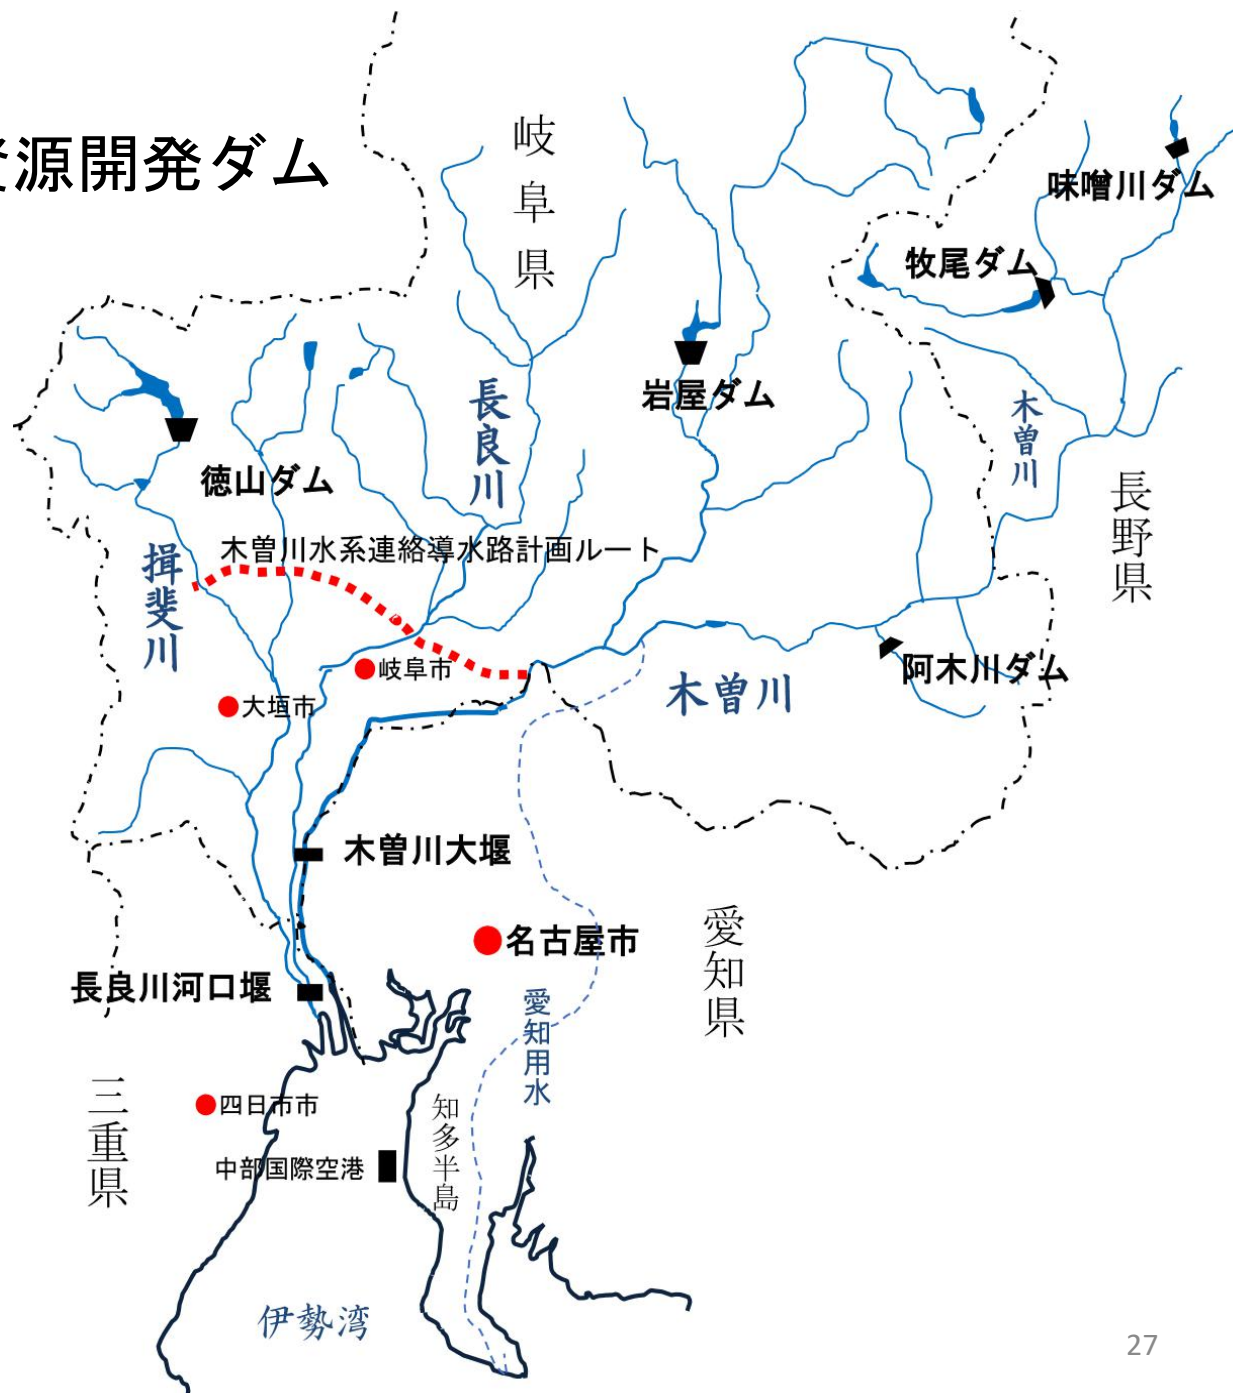 源開発ダム
岐阜県
味噌川ダム
牧尾ダム
岩屋ダム
長良川
木曽川
徳山ダム
長野県
木曽川水系連絡導水路計画ルート
揖斐川
岐阜市
阿木川ダム
木曽川
大垣市
木曽川大堰
名古屋市
愛知県
長良川河口堰
愛知用水
三重県
四日市市
知多半島
中部国際空港
伊勢湾
27